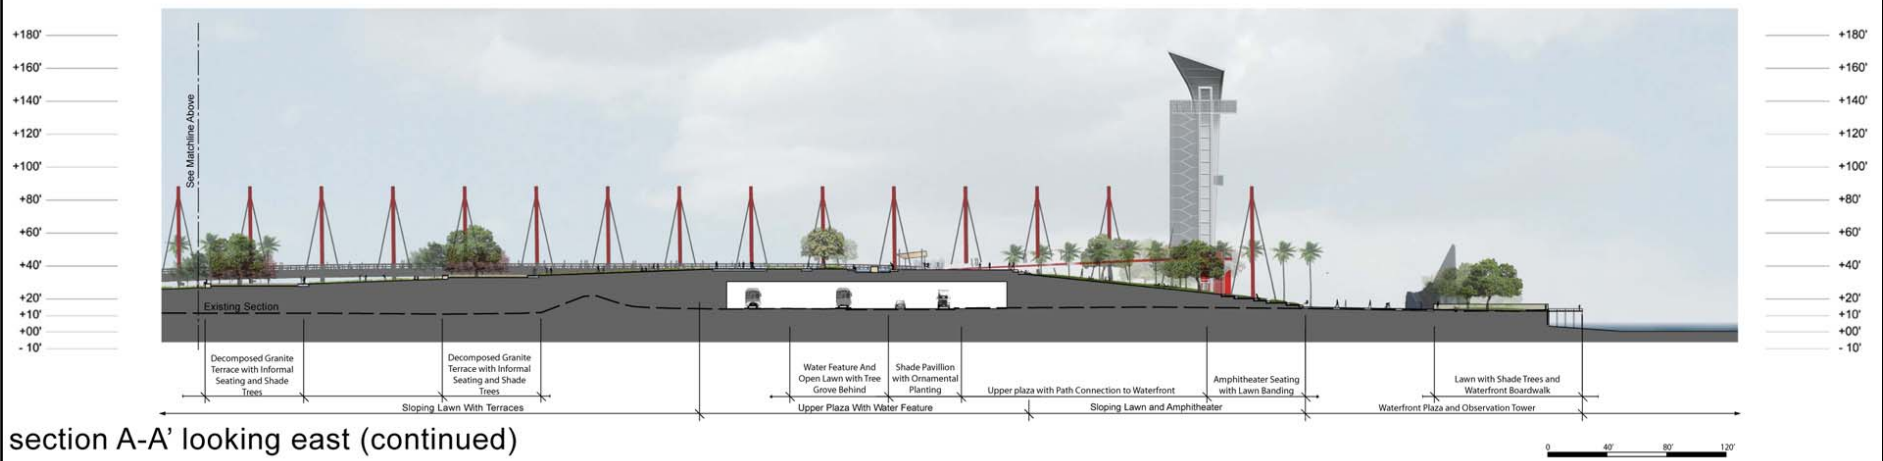 +180'
+160'
+140'
+120'
+100'
+80'
+60'
+40'
+20'
+10'
+00'
- 10'
See Matchline Above
Existing Section
+180'
+160'
+140'
+120'
+100'
+80'
+60'
+40'
+20'
+10'
+00'
- 10'
Decomposed Granite
Terrace with Informal
Seating and Shade
Trees
Decomposed Granite
Terrace with Informal
Seating and Shade
Trees
Water Feature And
Open Lawn with Tree
Grove Behind
Shade Pavillion
with Ornamental
Planting
Upper plaza with Path Connection to Waterfront
Amphitheater Seating
with Lawn Banding
Lawn with Shade Trees and
Waterfront Boardwalk
Sloping Lawn With Terraces
Upper Plaza With Water Feature
Sloping Lawn and Amphitheater
Waterfront Plaza and Observation Tower
section A-A’ looking east (continued)
0 40' 80' 120'